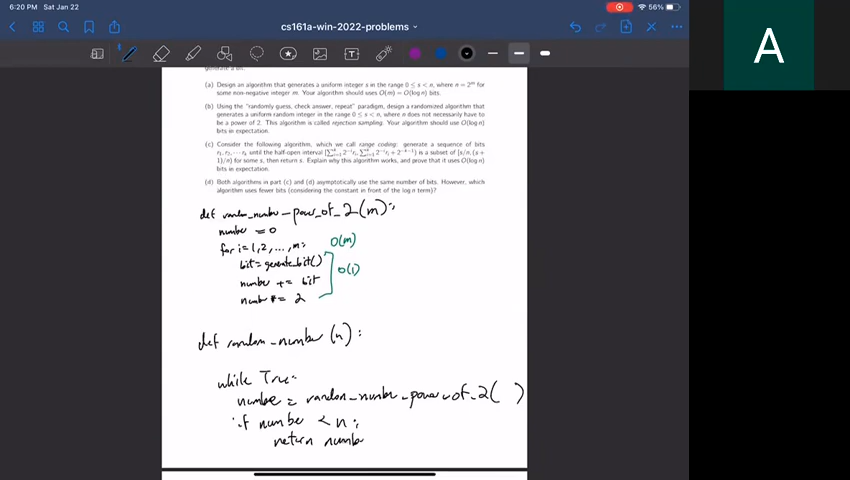 6:20 PM Sat Jan 22
56%
cs161a-win-2022-problems
generate a bit.
(a) Design an algorithm that generates a uniform integer s in the range 0 ≤ s < n, where n = 2^m for
some non-negative integer m. Your algorithm should uses O(m) = O(log n) bits.
(b) Using the "randomly guess, check answer, repeat" paradigm, design a randomized algorithm that
generates a uniform random integer in the range 0 ≤ s < n, where n does not necessarily have to
be a power of 2. This algorithm is called rejection sampling. Your algorithm should use O(log n)
bits in expectation.
(c) Consider the following algorithm, which we call range coding: generate a sequence of bits
until the half-open interval
is a subset of [s/n, (s +
1)/n) for some s, then return s. Explain why this algorithm works, and prove that it uses O(log n)
bits in expectation.
(d) Both algorithms in part (c) and (d) asymptotically use the same number of bits. However, which
algorithm uses fewer bits (considering the constant in front of the log n term)?
def random_number_power_of_2(m):
number = 0
for i = 1, 2, ..., m:
O(m)
bit = generate_bit()
O(1)
number += bit
number *= 2
def random_number(n):
while True:
number = random_number_power_of_2( )
if number < n:
return number
A